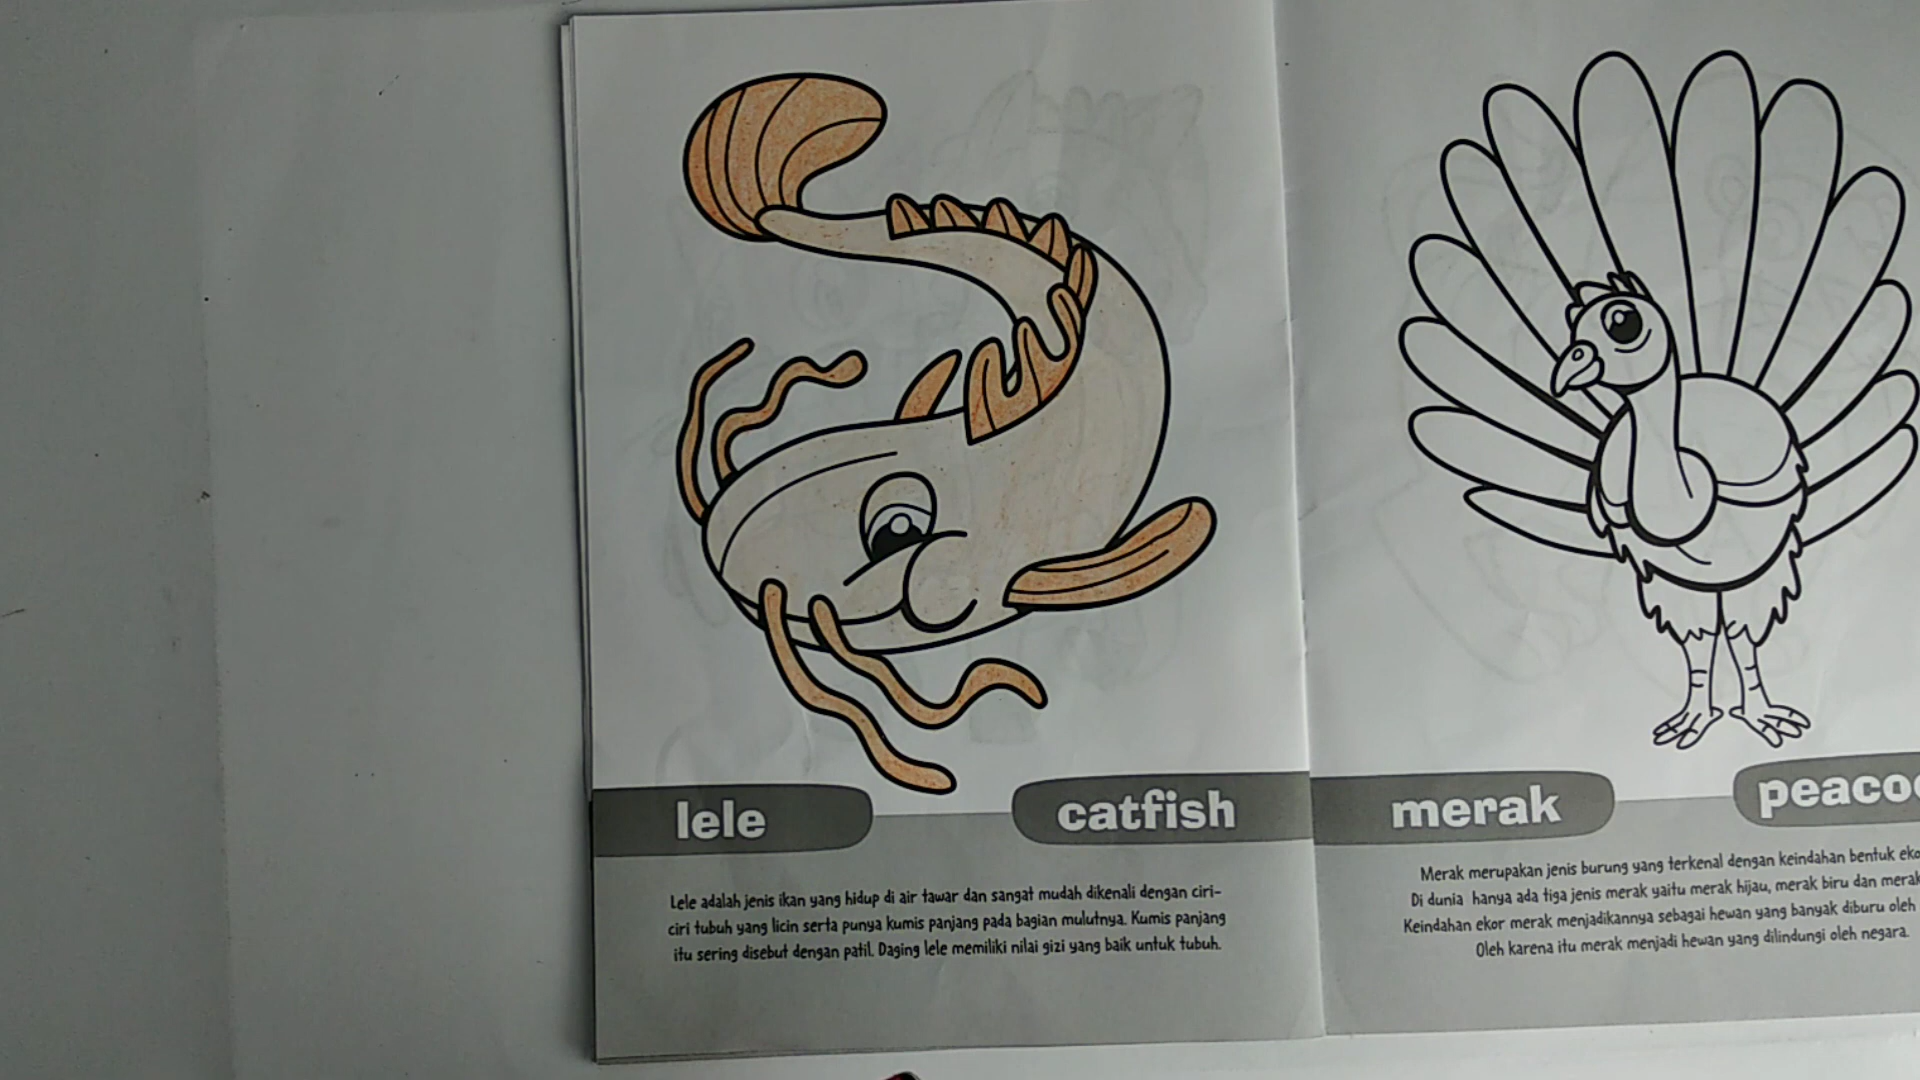 lele
catfish
Lele adalah jenis ikan yang hidup di air tawar dan sangat mudah dikenali dengan ciri-
ciri tubuh yang licin serta punya kumis panjang pada bagian mulutnya. Kumis panjang
itu sering disebut dengan patil. Daging lele memiliki nilai gizi yang baik untuk tubuh.
merak
Merak merupakan jenis burung yang terkenal dengan keindahan bentuk
Di dunia hanya ada tiga jenis merak yaitu merak hijau, merak biru dan merak
Keindahan ekor merak menjadikannya sebagai hewan yang banyak diburu oleh
Oleh karena itu merak menjadi hewan yang dilindungi oleh negara.